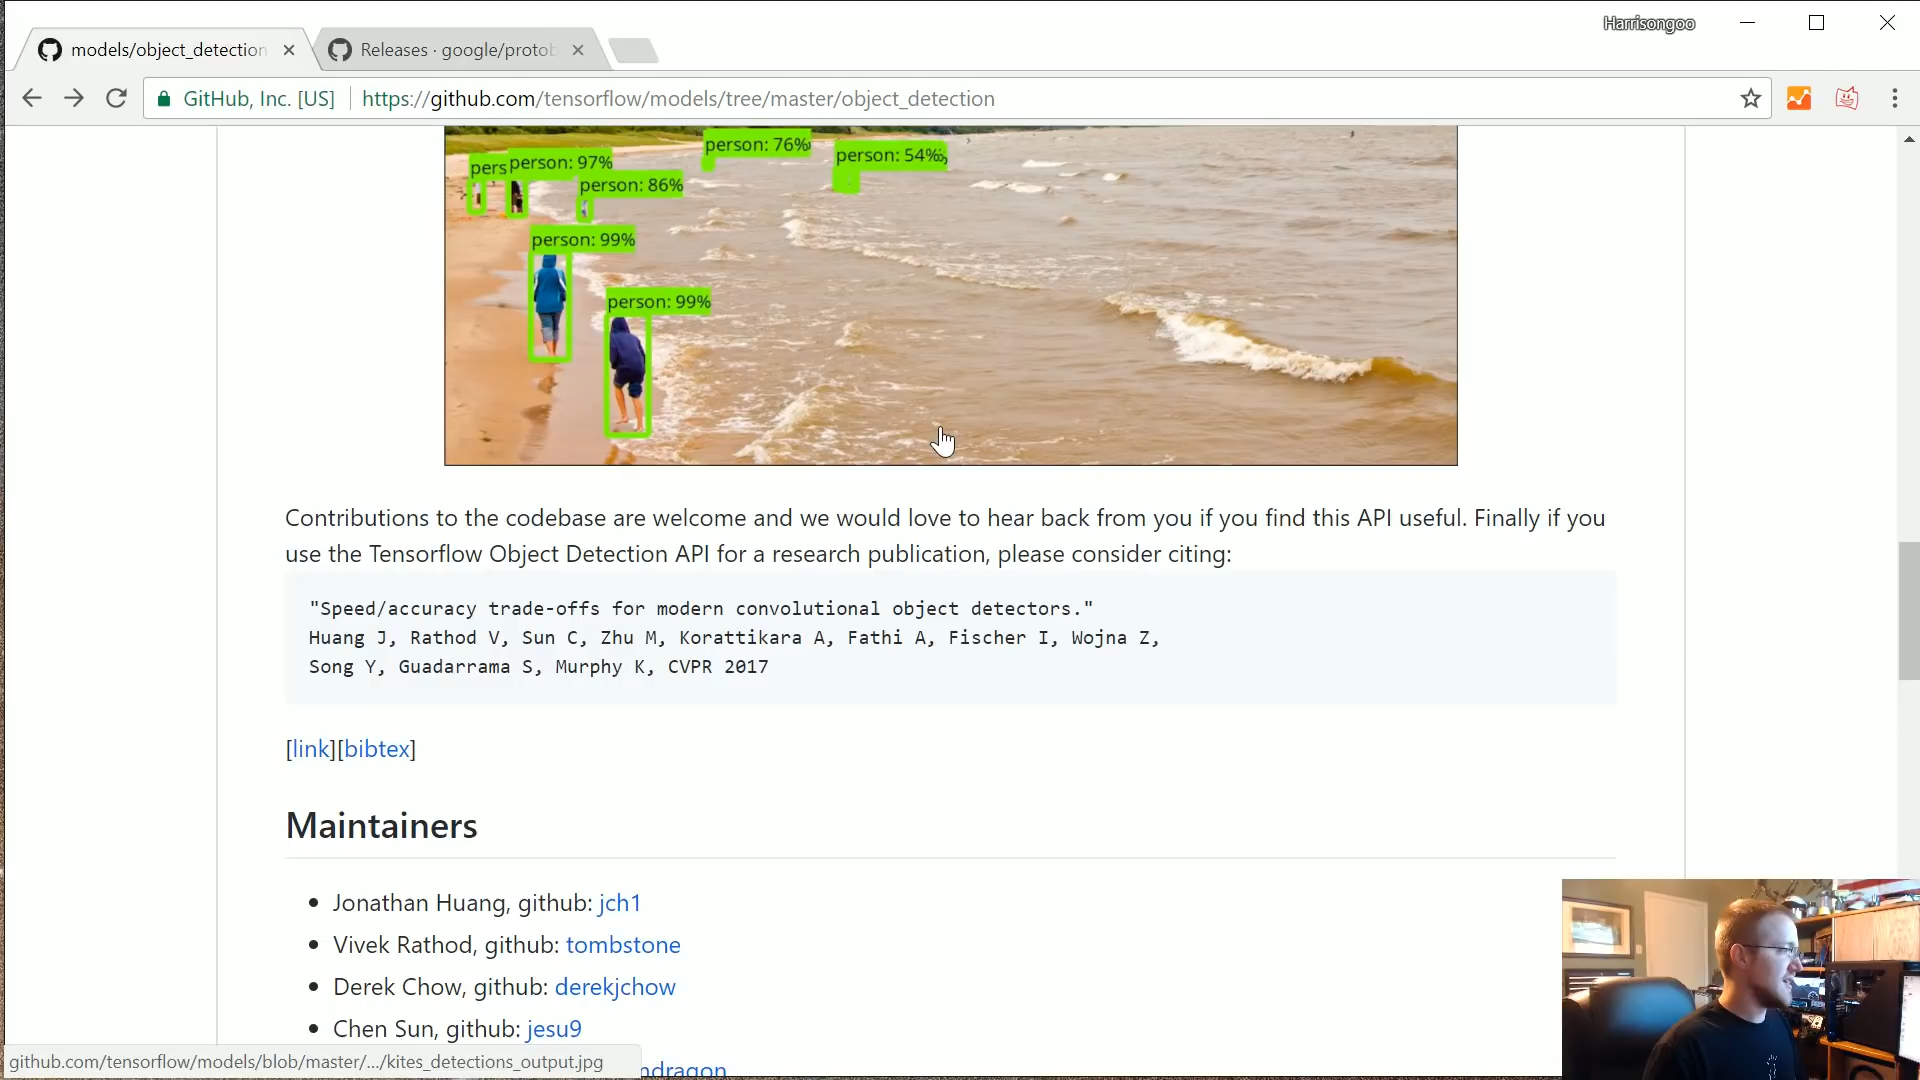 Harrisongoo
models/object_detection
Releases · google/protob
GitHub, Inc. [US]
https://github.com/tensorflow/models/tree/master/object_detection
person: 76%
person: 54%
pers
person: 97%
person: 86%
person: 99%
person: 99%
Contributions to the codebase are welcome and we would love to hear back from you if you find this API useful. Finally if you
use the Tensorflow Object Detection API for a research publication, please consider citing:
"Speed/accuracy trade-offs for modern convolutional object detectors."
Huang J, Rathod V, Sun C, Zhu M, Korattikara A, Fathi A, Fischer I, Wojna Z,
Song Y, Guadarrama S, Murphy K, CVPR 2017
[link][bibtex]
Maintainers
• Jonathan Huang, github: jch1
• Vivek Rathod, github: tombstone
• Derek Chow, github: derekjchow
• Chen Sun, github: jesu9
ndragon
github.com/tensorflow/models/blob/master/.../kites_detections_output.jpg